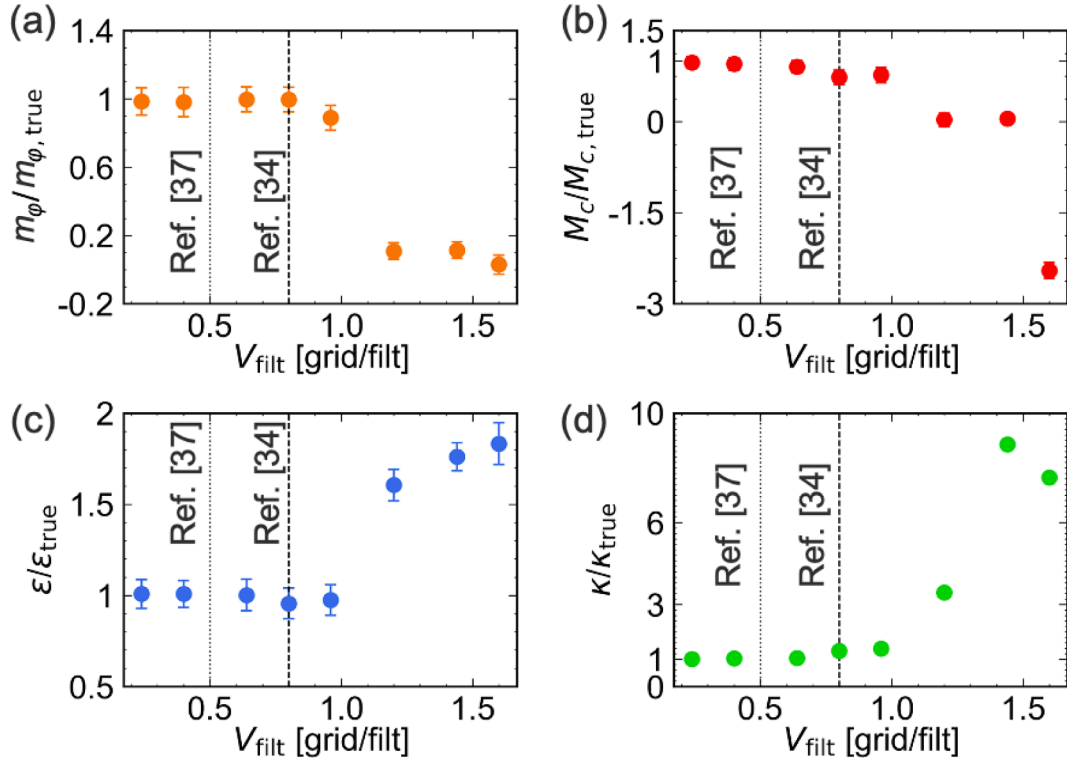 (a)
1.4
1
0.6
0.2
-0.2
mφ/mφ, true
Ref. [37]
Ref. [34]
0.5
1.0
1.5
Vfilt [grid/filt]
(b)
1.5
1
0
-1.5
-3
Mc/Mc, true
Ref. [37]
Ref. [34]
0.5
1.0
1.5
Vfilt [grid/filt]
(c)
2
1.5
1
0.5
ε/εtrue
Ref. [37]
Ref. [34]
0.5
1.0
1.5
Vfilt [grid/filt]
(d)
10
6
3
1
0
κ/κtrue
Ref. [37]
Ref. [34]
0.5
1.0
1.5
Vfilt [grid/filt]